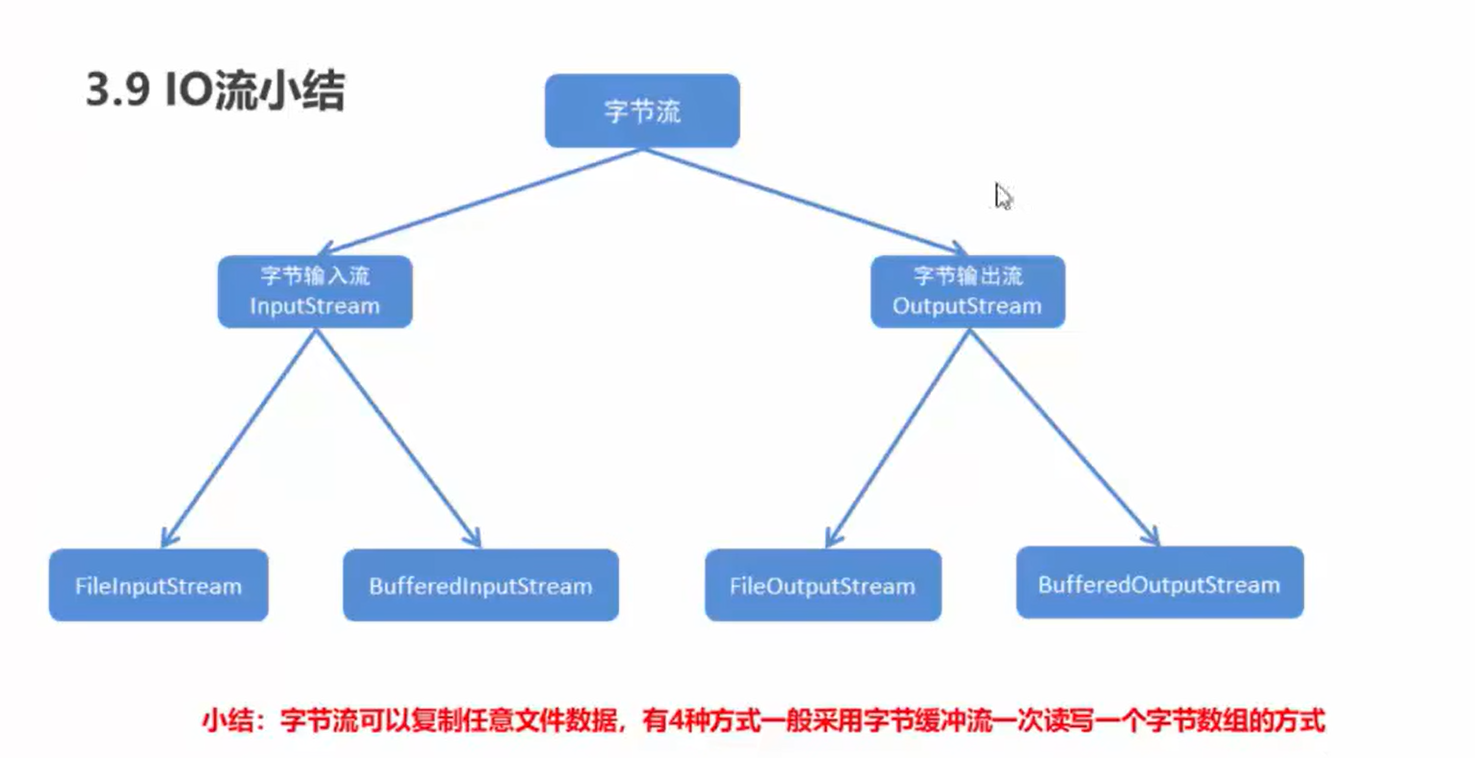 3.9 IO流小结
字节流
字节输入流
InputStream
字节输出流
OutputStream
FileInputStream
BufferedInputStream
FileOutputStream
BufferedOutputStream
小结：字节流可以复制任意文件数据，有4种方式一般采用字节缓冲流一次读写一个字节数组的方式